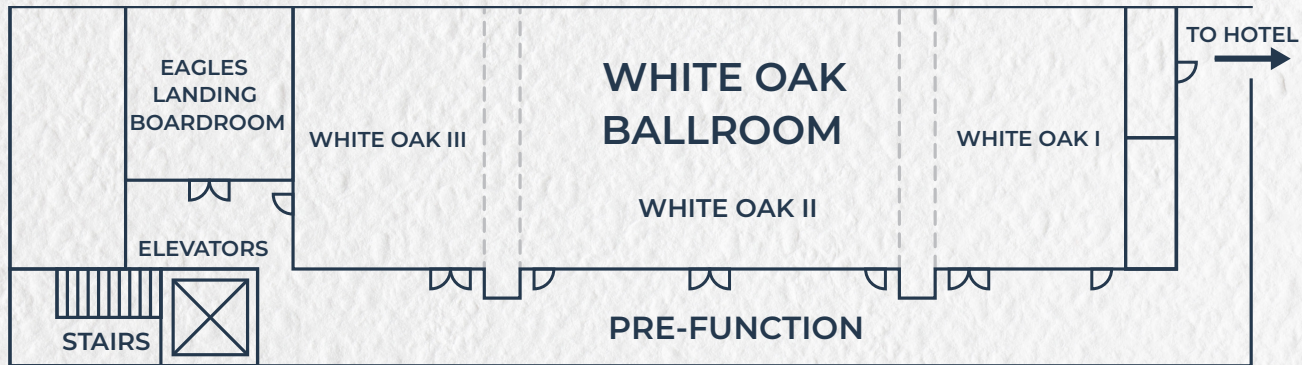 TO HOTEL
EAGLES
LANDING
BOARDROOM
WHITE OAK III
WHITE OAK
BALLROOM
WHITE OAK II
WHITE OAK I
ELEVATORS
STAIRS
PRE-FUNCTION